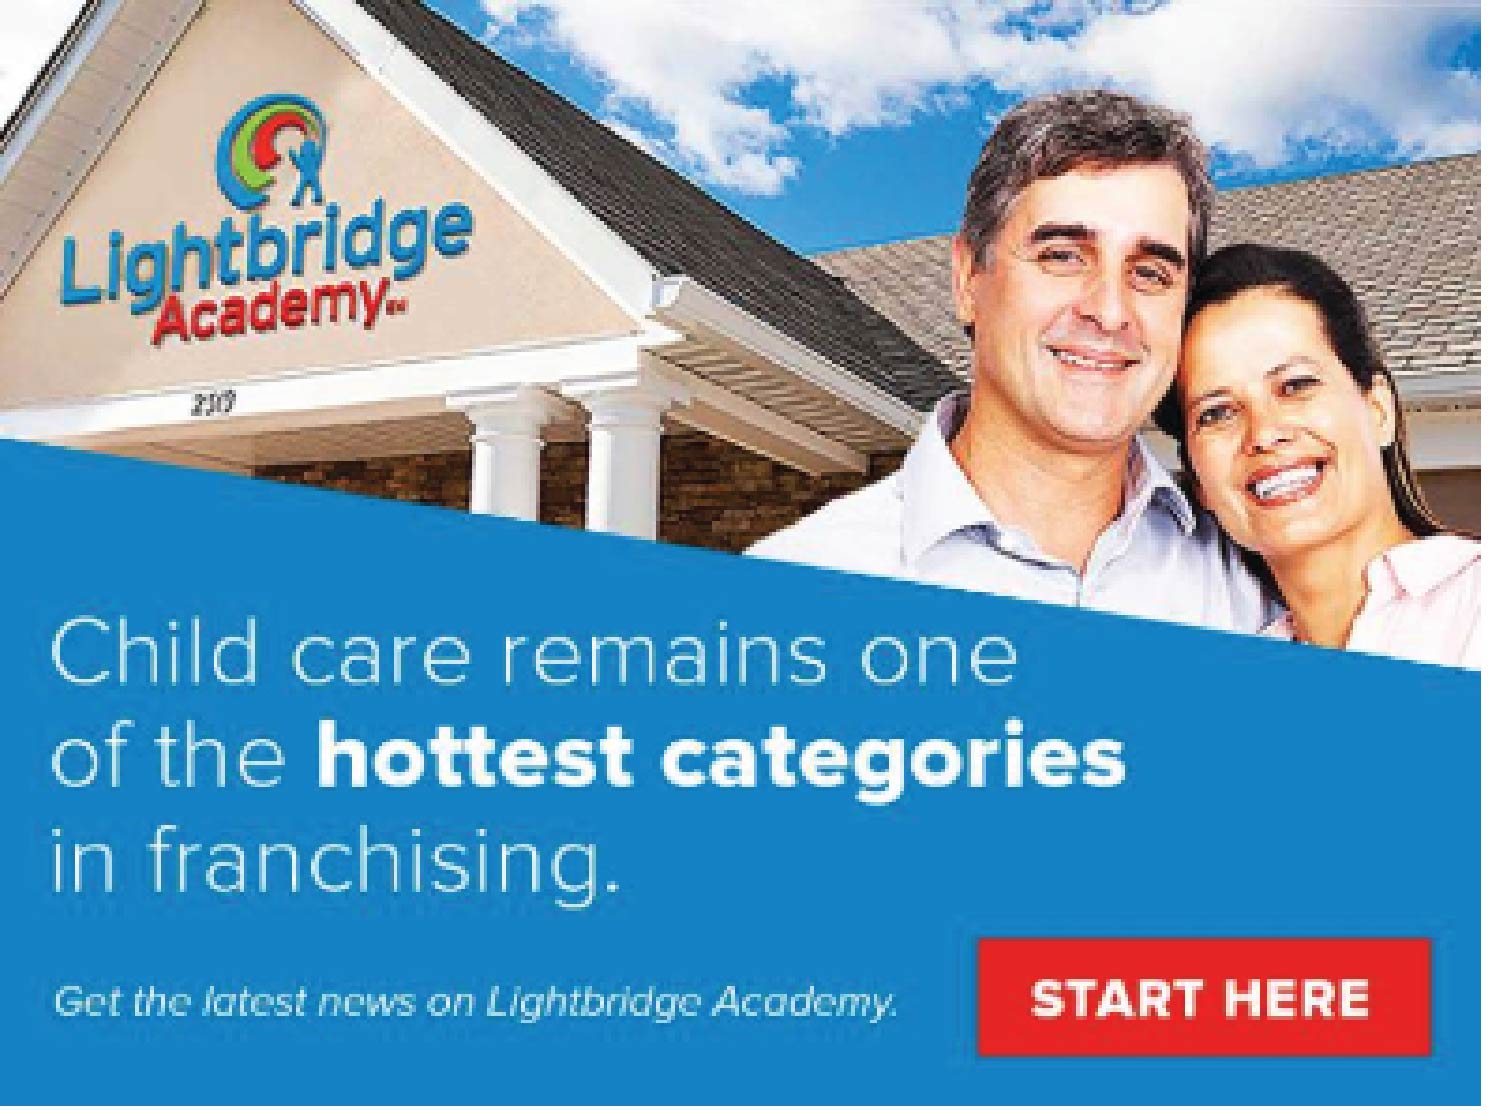 Lightbridge
Academy
2519
Child care remains one
of the hottest categories
in franchising.
Get the latest news on Lightbridge Academy.
START HERE